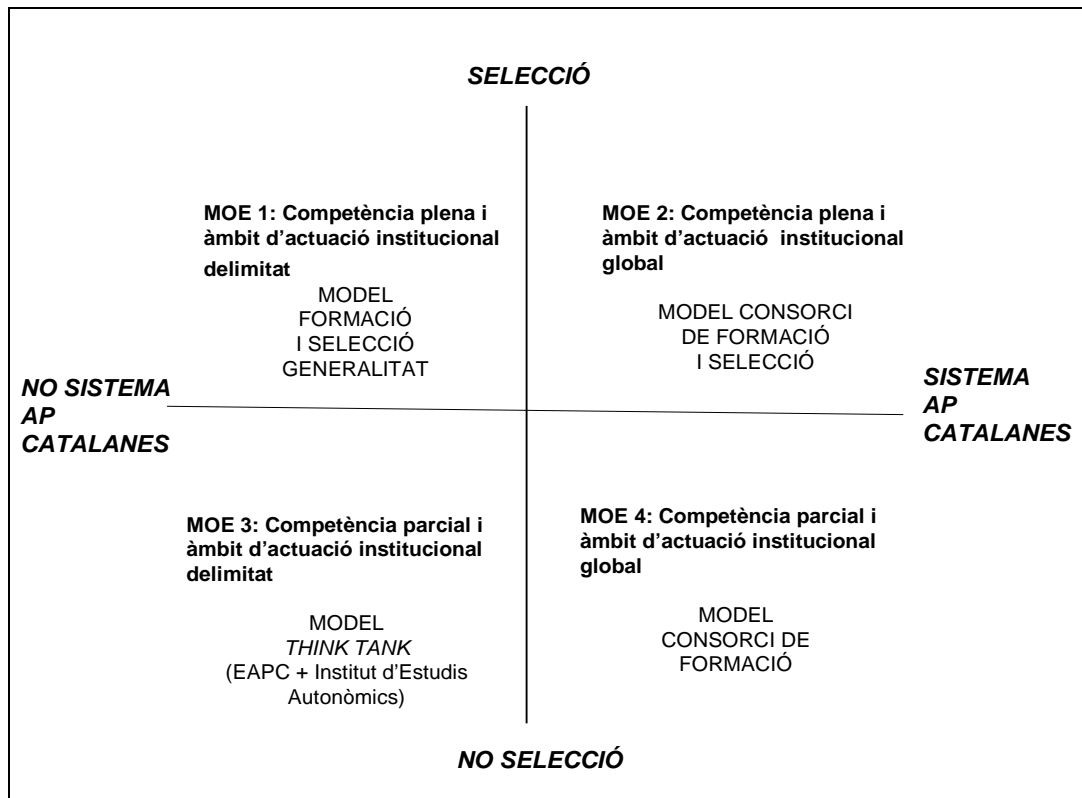 SELECCIÓ
MOE 1: Competència plena i
àmbit d'actuació institucional
delimitat
MODEL
FORMACIÓ
I SELECCIÓ
GENERALITAT
MOE 2: Competència plena i
àmbit d'actuació institucional
global
MODEL CONSORCI
DE FORMACIÓ
I SELECCIÓ
NO SISTEMA
AP
CATALANES
SISTEMA
AP
CATALANES
MOE 3: Competència parcial i
àmbit d'actuació institucional
delimitat
MODEL
THINK TANK
(EAPC + Institut d'Estudis
Autonòmics)
MOE 4: Competència parcial i
àmbit d'actuació institucional
global
MODEL
CONSORCI DE
FORMACIÓ
NO SELECCIÓ